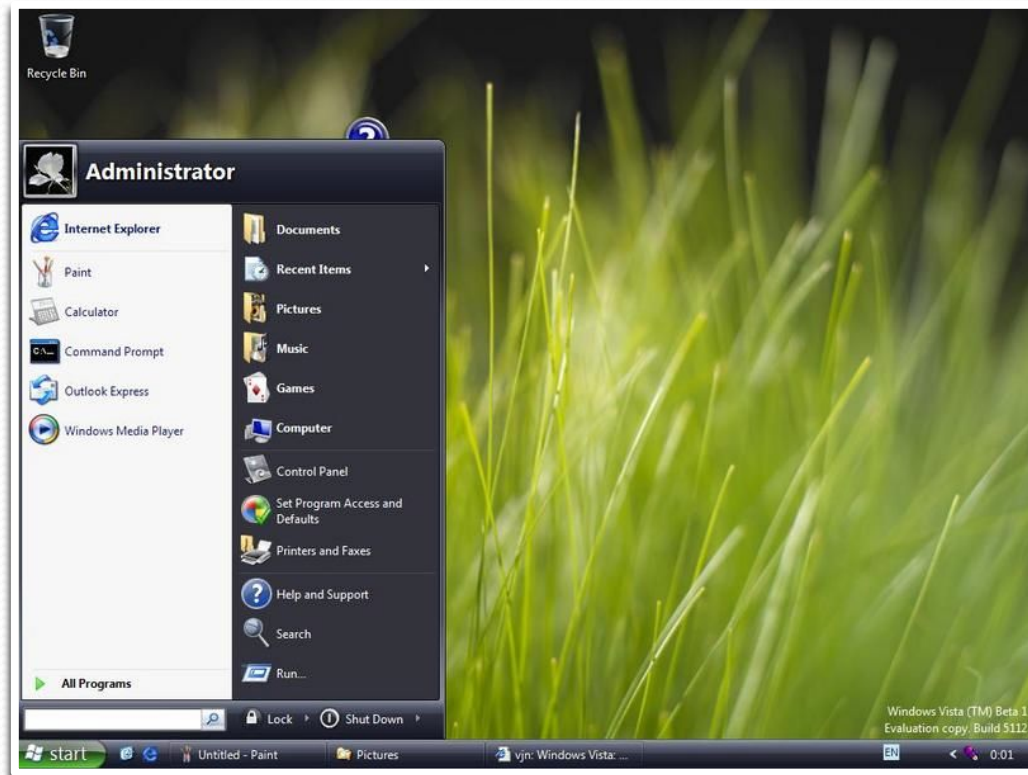 Recycle Bin
Administrator
Internet Explorer
Paint
Calculator
Command Prompt
Outlook Express
Windows Media Player
All Programs
Documents
Recent Items
Pictures
Music
Games
Computer
Control Panel
Set Program Access and
Defaults
Printers and Faxes
Help and Support
Search
Run...
Lock
Shut Down
Windows Vista (TM) Beta 1
Evaluation copy. Build 5112
start
Untitled - Paint
Pictures
vjn: Windows Vista: ...
EN
0:01